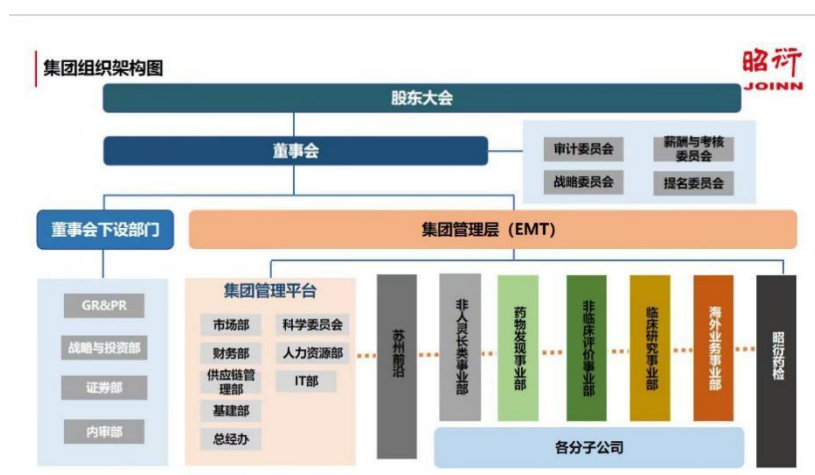 集团组织架构图
昭衍
JOINN
股东大会
董事会
审计委员会
薪酬与考核
委员会
战略委员会
提名委员会
董事会下设部门
集团管理层（EMT）
GR&PR
战略与投资部
证券部
内审部
集团管理平台
市场部
科学委员会
财务部
人力资源部
供应链管
理部
IT部
基建部
总经办
苏州前沿
非人灵长类事业部
药物发现事业部
非临床评价事业部
临床研究事业部
海外业务事业部
昭衍药检
各分子公司